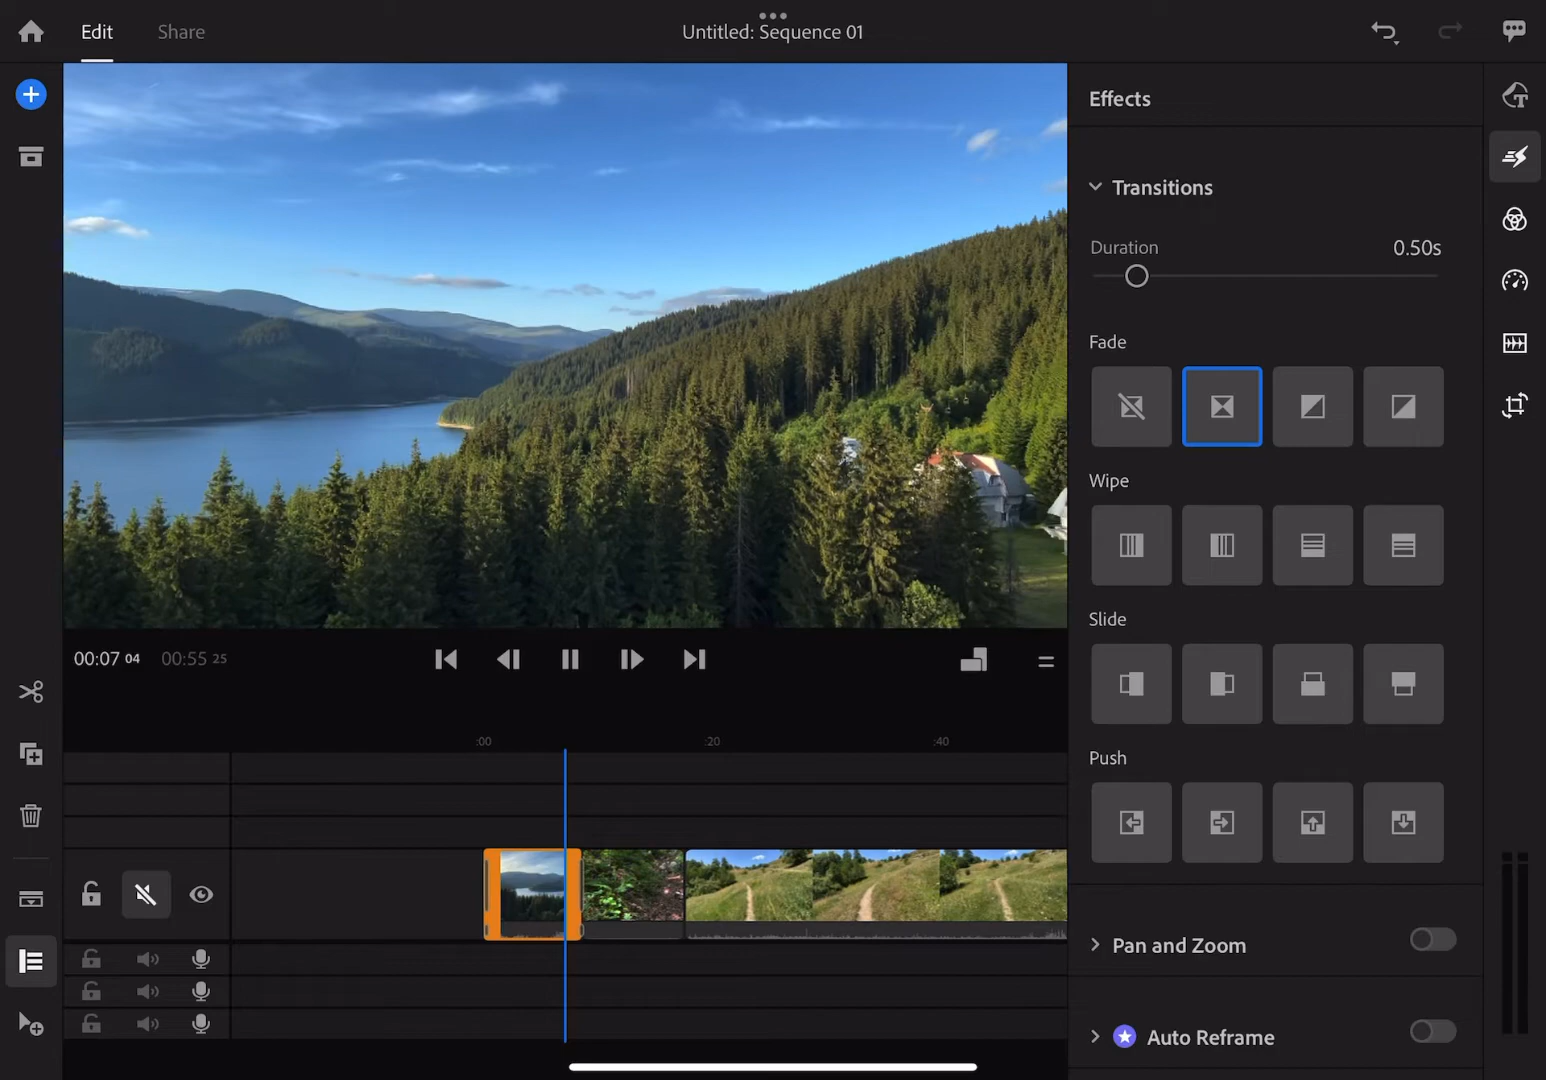 Edit
Share
Untitled: Sequence 01
Effects
Transitions
Duration
0.50s
Fade
Wipe
Slide
Push
00:07 04
00:55 25
:00
:20
:40
Pan and Zoom
Auto Reframe